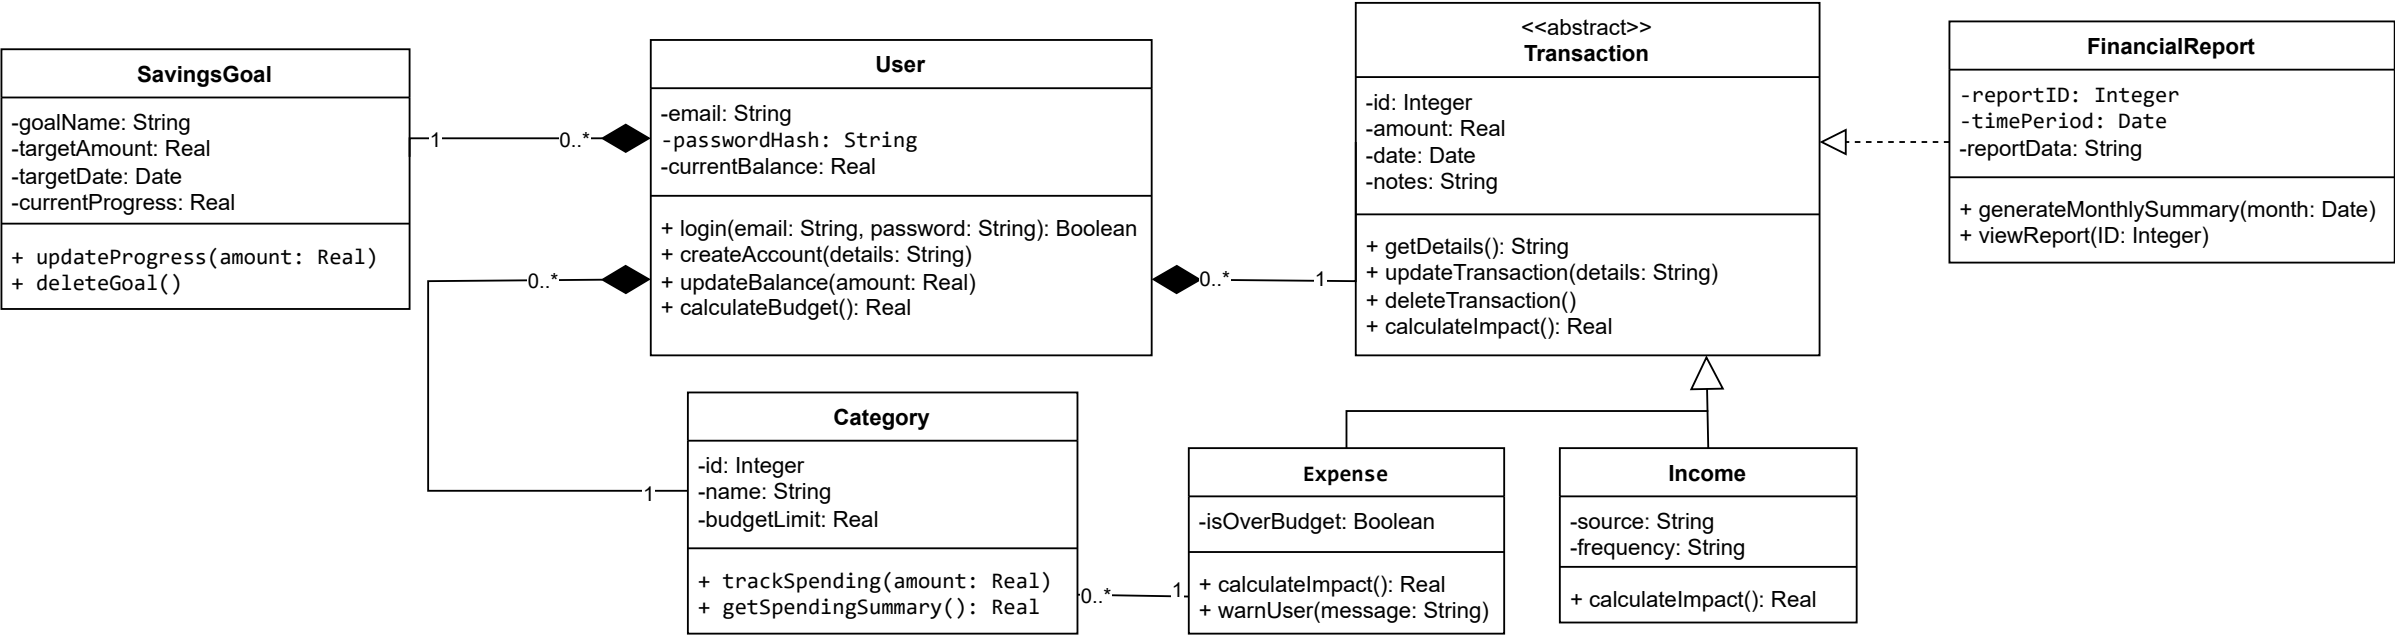 SavingsGoal
-goalName: String
-targetAmount: Real
-targetDate: Date
-currentProgress: Real
+ updateProgress(amount: Real)
+ deleteGoal()
1
0..*
User
-email: String
-passwordHash: String
-currentBalance: Real
+ login(email: String, password: String): Boolean
+ createAccount(details: String)
+ updateBalance(amount: Real)
+ calculateBudget(): Real
0..*
1
0..*
1
<<abstract>>
Transaction
-id: Integer
-amount: Real
-date: Date
-notes: String
+ getDetails(): String
+ updateTransaction(details: String)
+ deleteTransaction()
+ calculateImpact(): Real
FinancialReport
-reportID: Integer
-timePeriod: Date
-reportData: String
+ generateMonthlySummary(month: Date)
+ viewReport(ID: Integer)
Category
-id: Integer
-name: String
-budgetLimit: Real
+ trackSpending(amount: Real)
+ getSpendingSummary(): Real
0..*
1
Expense
-isOverBudget: Boolean
+ calculateImpact(): Real
+ warnUser(message: String)
Income
-source: String
-frequency: String
+ calculateImpact(): Real